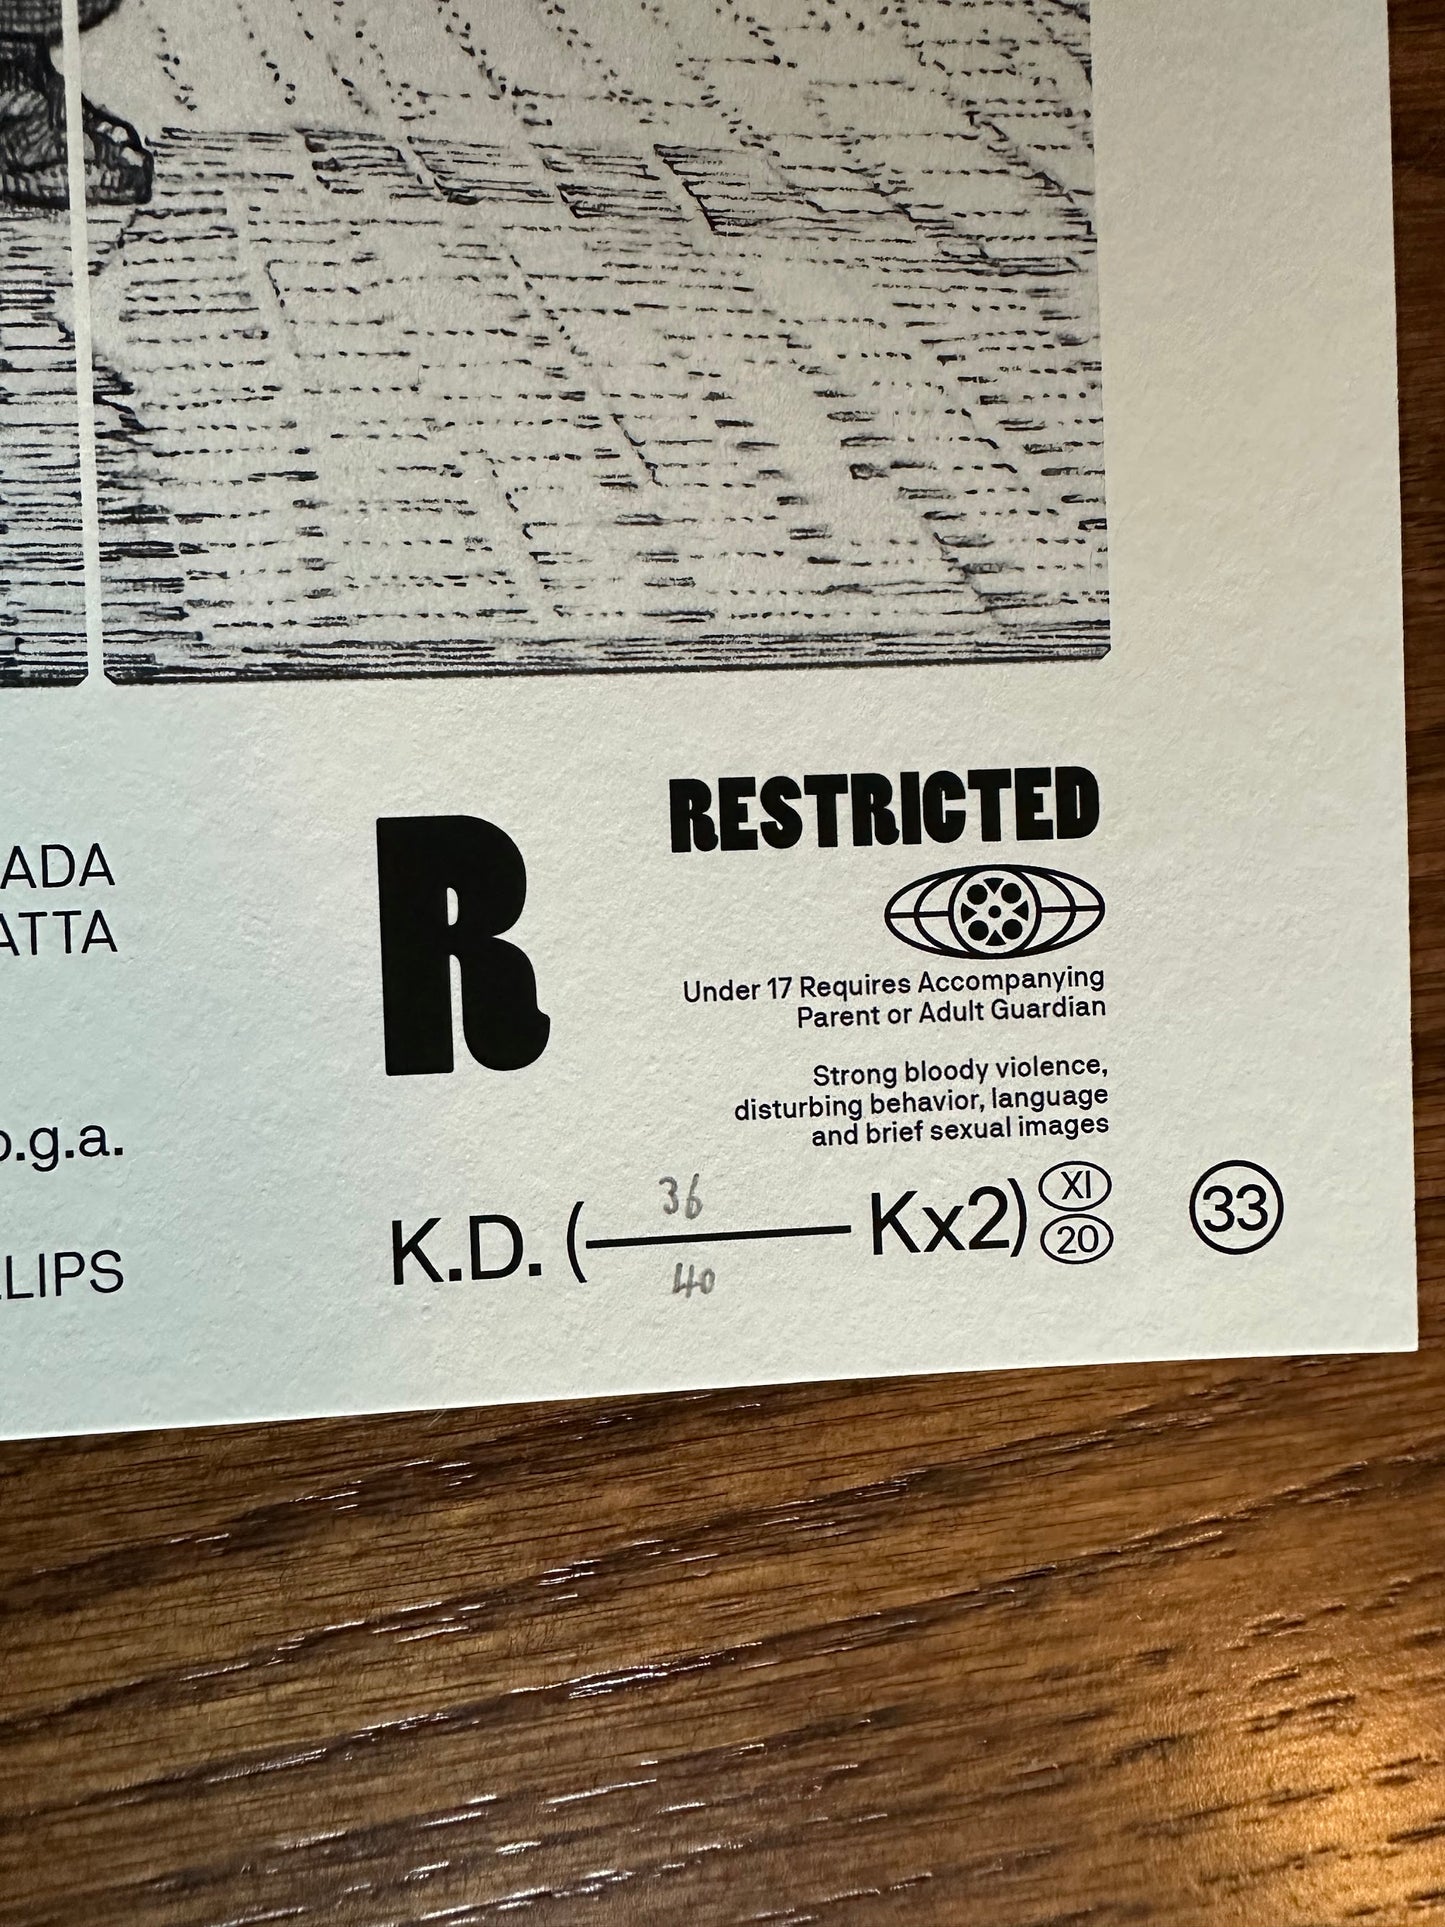 ADA
ATTA
.g.a.
LLIPS
R
RESTRICTED
Under 17 Requires Accompanying
Parent or Adult Guardian
Strong bloody violence,
disturbing behavior, language
and brief sexual images
36
K.D. (——— Kx2)
40
XI
20
33